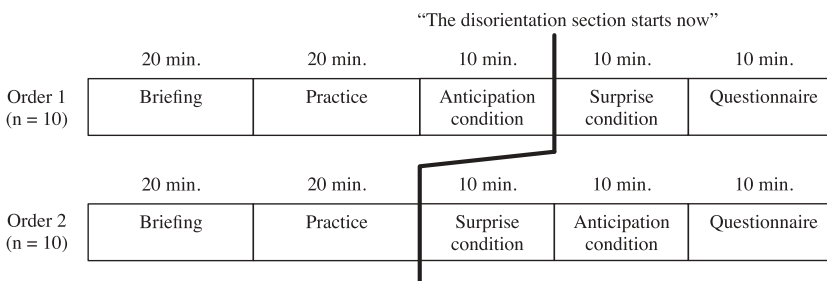 “The disorientation section starts now”
20 min. 20 min. 10 min. 10 min. 10 min.
Order 1 Briefing Practice Anticipation Surprise Questionnaire
(n = 10) condition condition
20 min. 20 min. 10 min. 10 min. 10 min.
Order 2 Briefing Practice Surprise Anticipation Questionnaire
(n = 10) condition condition